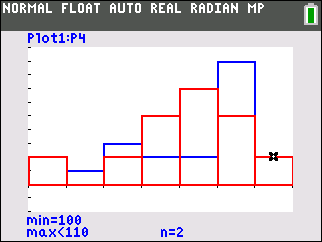 NORMAL FLOAT AUTO REAL RADIAN MP
Plot1:P4
min=100
max<110 n=2